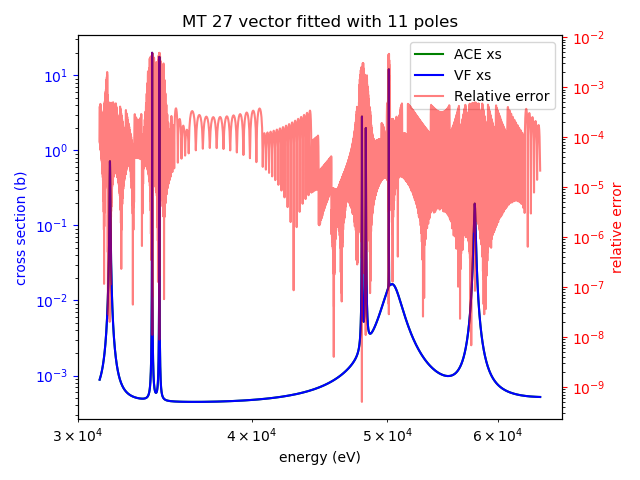 MT 27 vector fitted with 11 poles
ACE xs
VF xs
Relative error
cross section (b)
10¹
10⁰
10⁻¹
10⁻²
10⁻³
10⁻²
10⁻³
10⁻⁴
10⁻⁵
10⁻⁶
10⁻⁷
10⁻⁸
10⁻⁹
relative error
3 × 10⁴
4 × 10⁴
5 × 10⁴
6 × 10⁴
energy (eV)